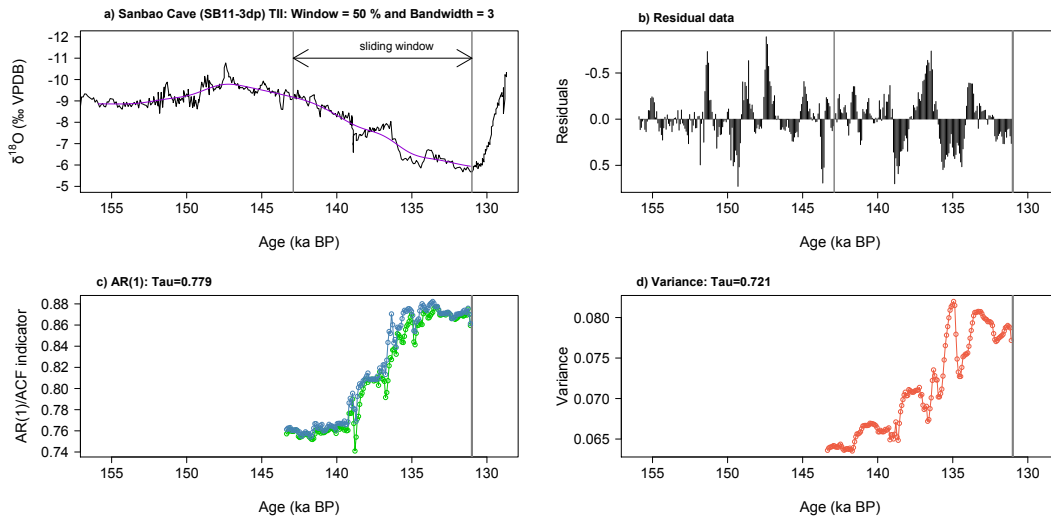 a) Sanbao Cave (SB11-3dp) TII: Window = 50 % and Bandwidth = 3
-12
-11
-10
-9
-8
-7
-6
-5
δ18O (‰ VPDB)
sliding window
155 150 145 140 135 130
Age (ka BP)
b) Residual data
-0.5
0.0
0.5
Residuals
155 150 145 140 135 130
Age (ka BP)
c) AR(1): Tau=0.779
0.88
0.86
0.84
0.82
0.80
0.78
0.76
0.74
AR(1)/ACF indicator
155 150 145 140 135 130
Age (ka BP)
d) Variance: Tau=0.721
0.080
0.075
0.070
0.065
Variance
155 150 145 140 135 130
Age (ka BP)